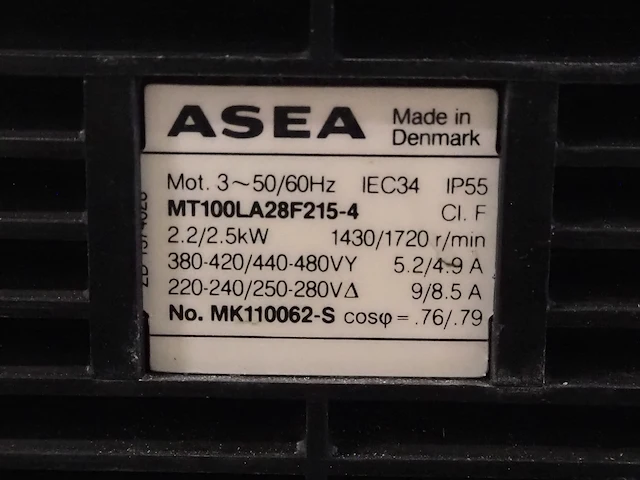 ASEA
Made in
Denmark
Mot. 3~50/60Hz IEC34 IP55
MT100LA28F215-4 Cl. F
2.2/2.5kW 1430/1720 r/min
380-420/440-480VY 5.2/4.9 A
220-240/250-280VΔ 9/8.5 A
No. MK110062-S cosφ = .76/.79